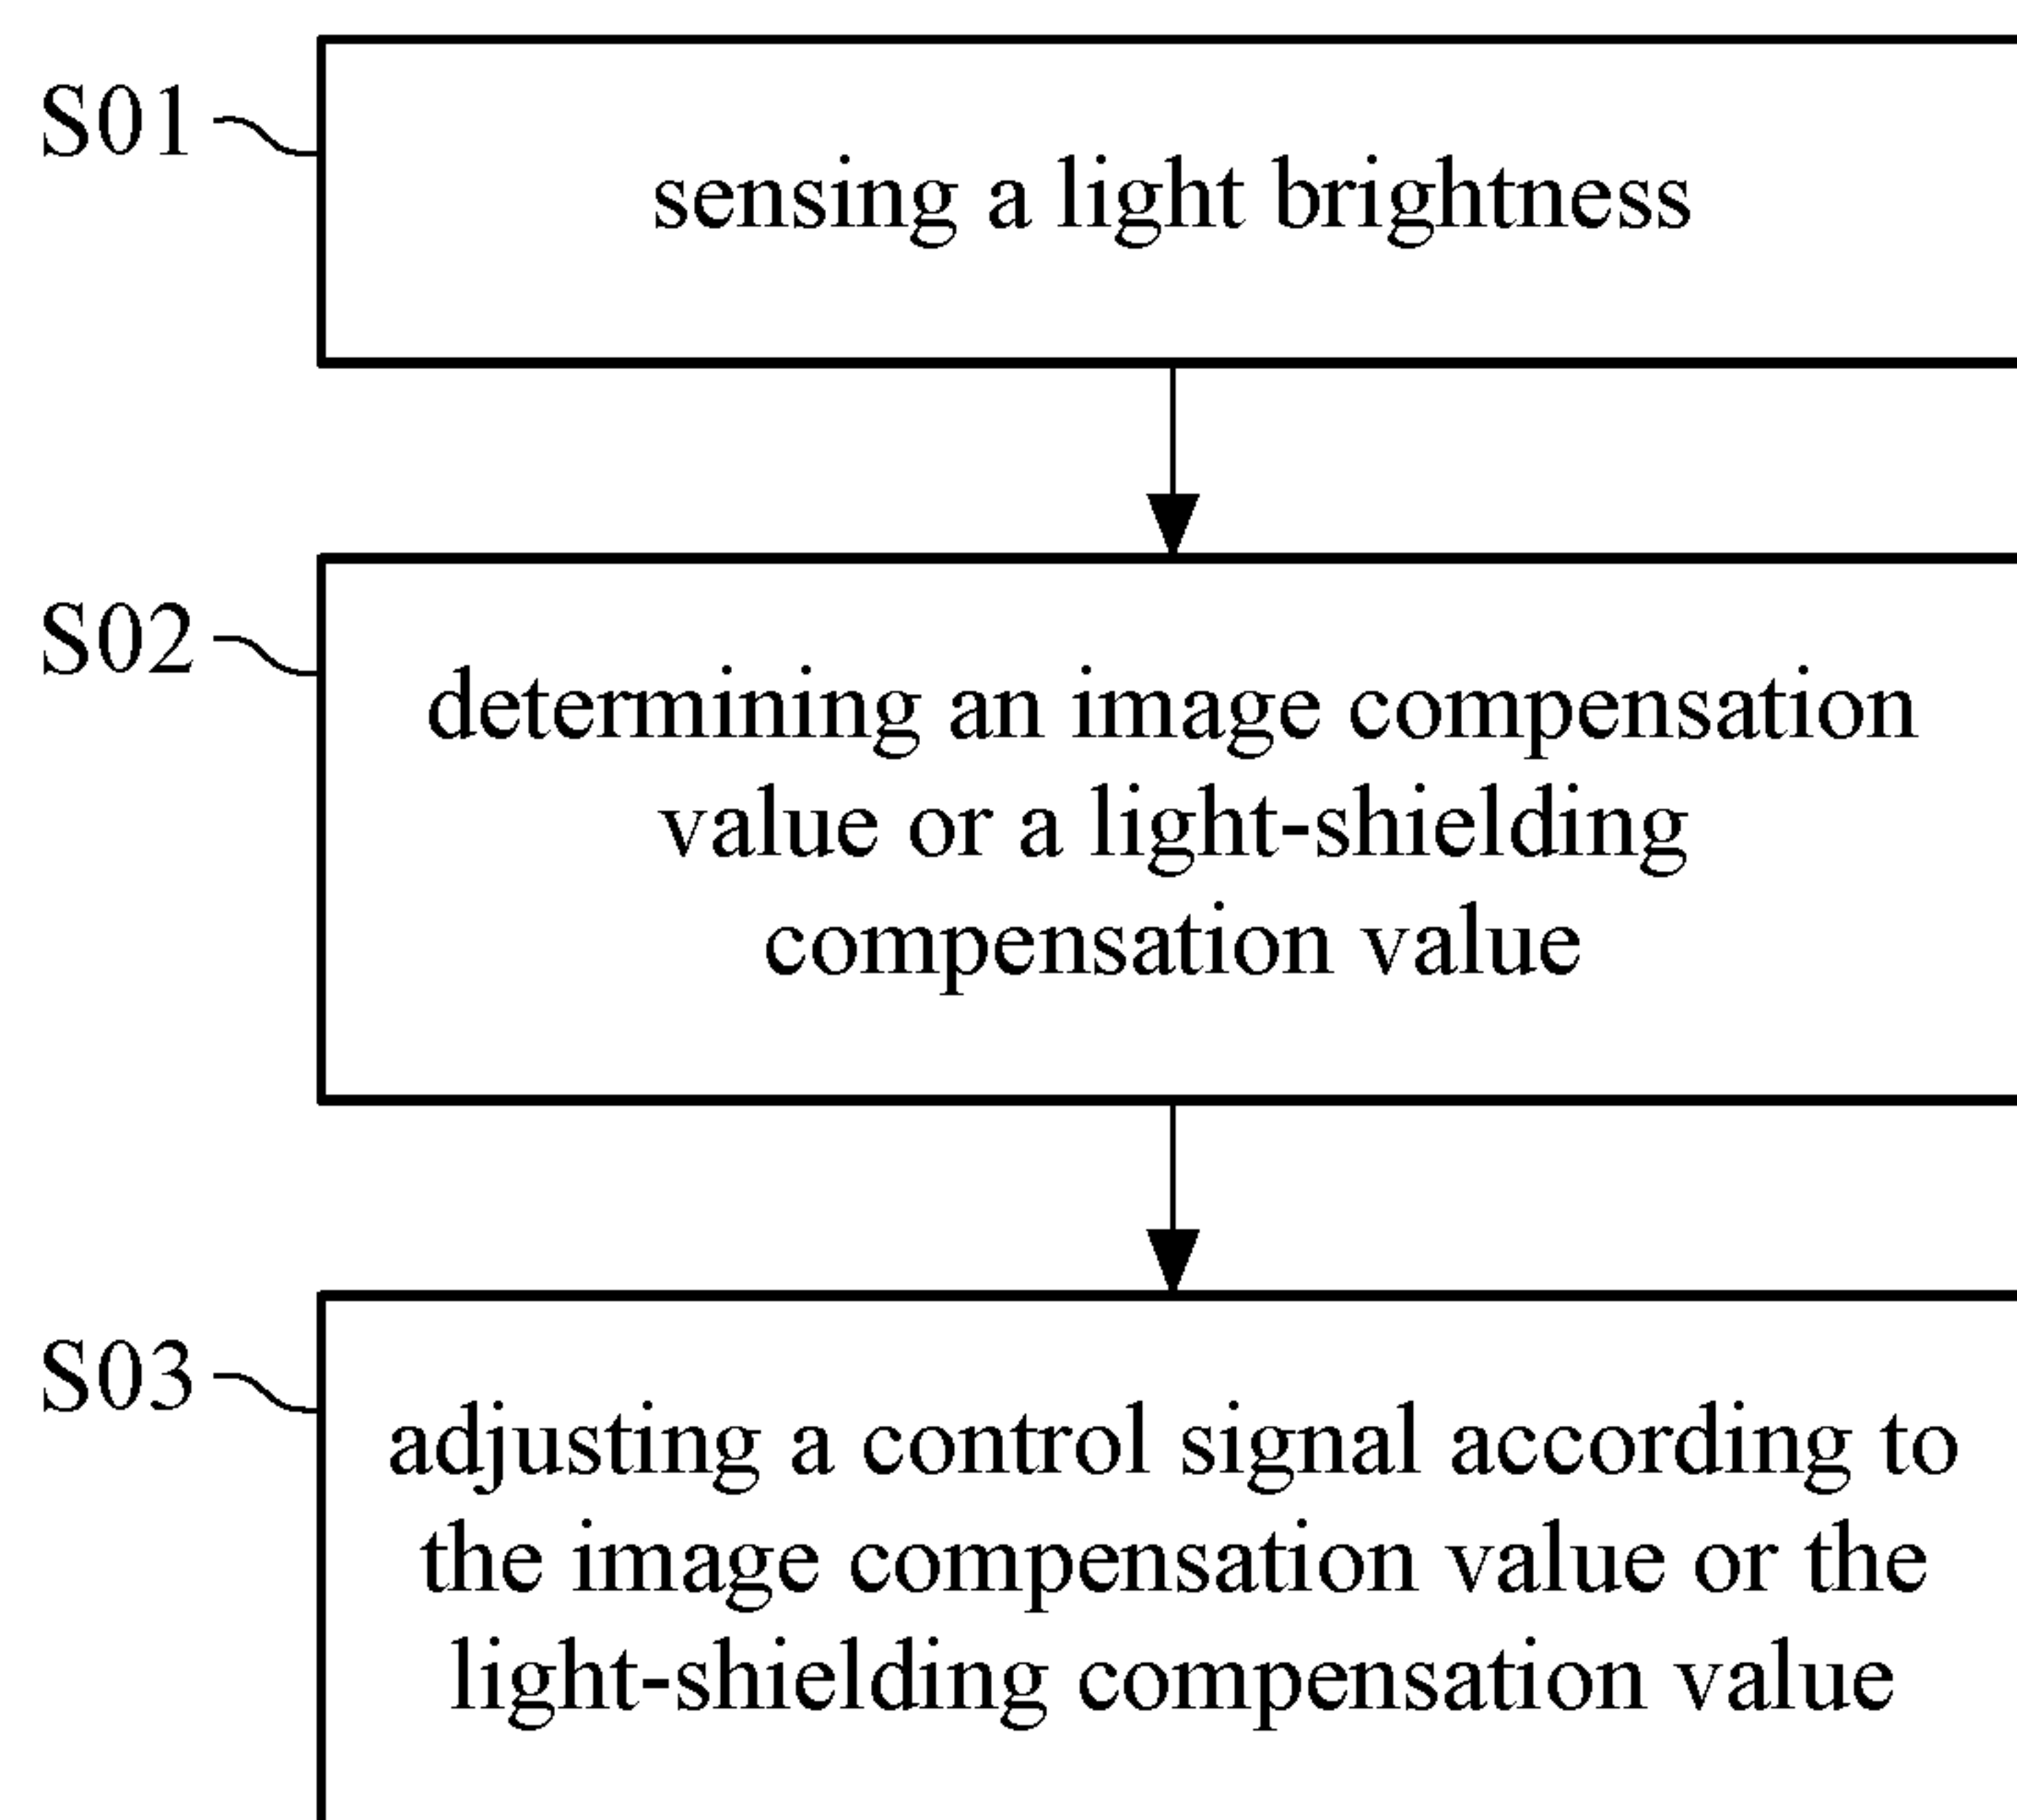 S01
sensing a light brightness
S02
determining an image compensation
value or a light-shielding
compensation value
S03
adjusting a control signal according to
the image compensation value or the
light-shielding compensation value